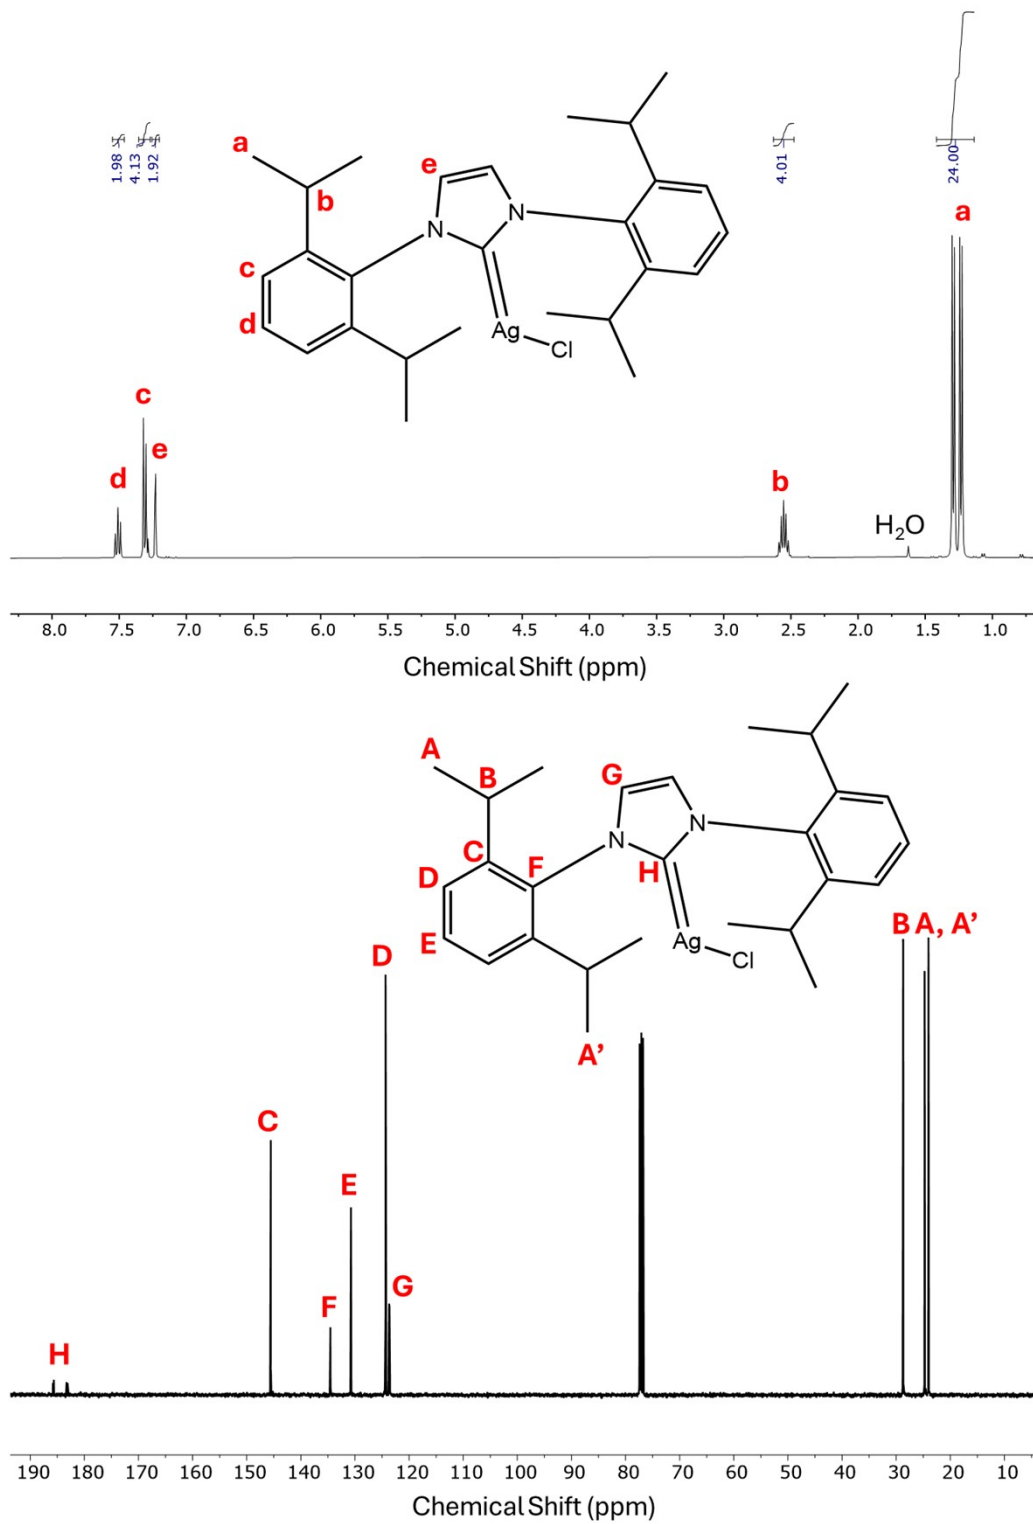 1.98
4.13
1.92
4.01
24.00
a
b
c
d
e
N
N
Ag
Cl
a
c
e
d
b
H2O
8.0 7.5 7.0 6.5 6.0 5.5 5.0 4.5 4.0 3.5 3.0 2.5 2.0 1.5 1.0
Chemical Shift (ppm)
A
B
C
D
E
F
G
N
N
H
Ag
Cl
A’
B A, A’
D
C
E
G
F
H
190 180 170 160 150 140 130 120 110 100 90 80 70 60 50 40 30 20 10
Chemical Shift (ppm)